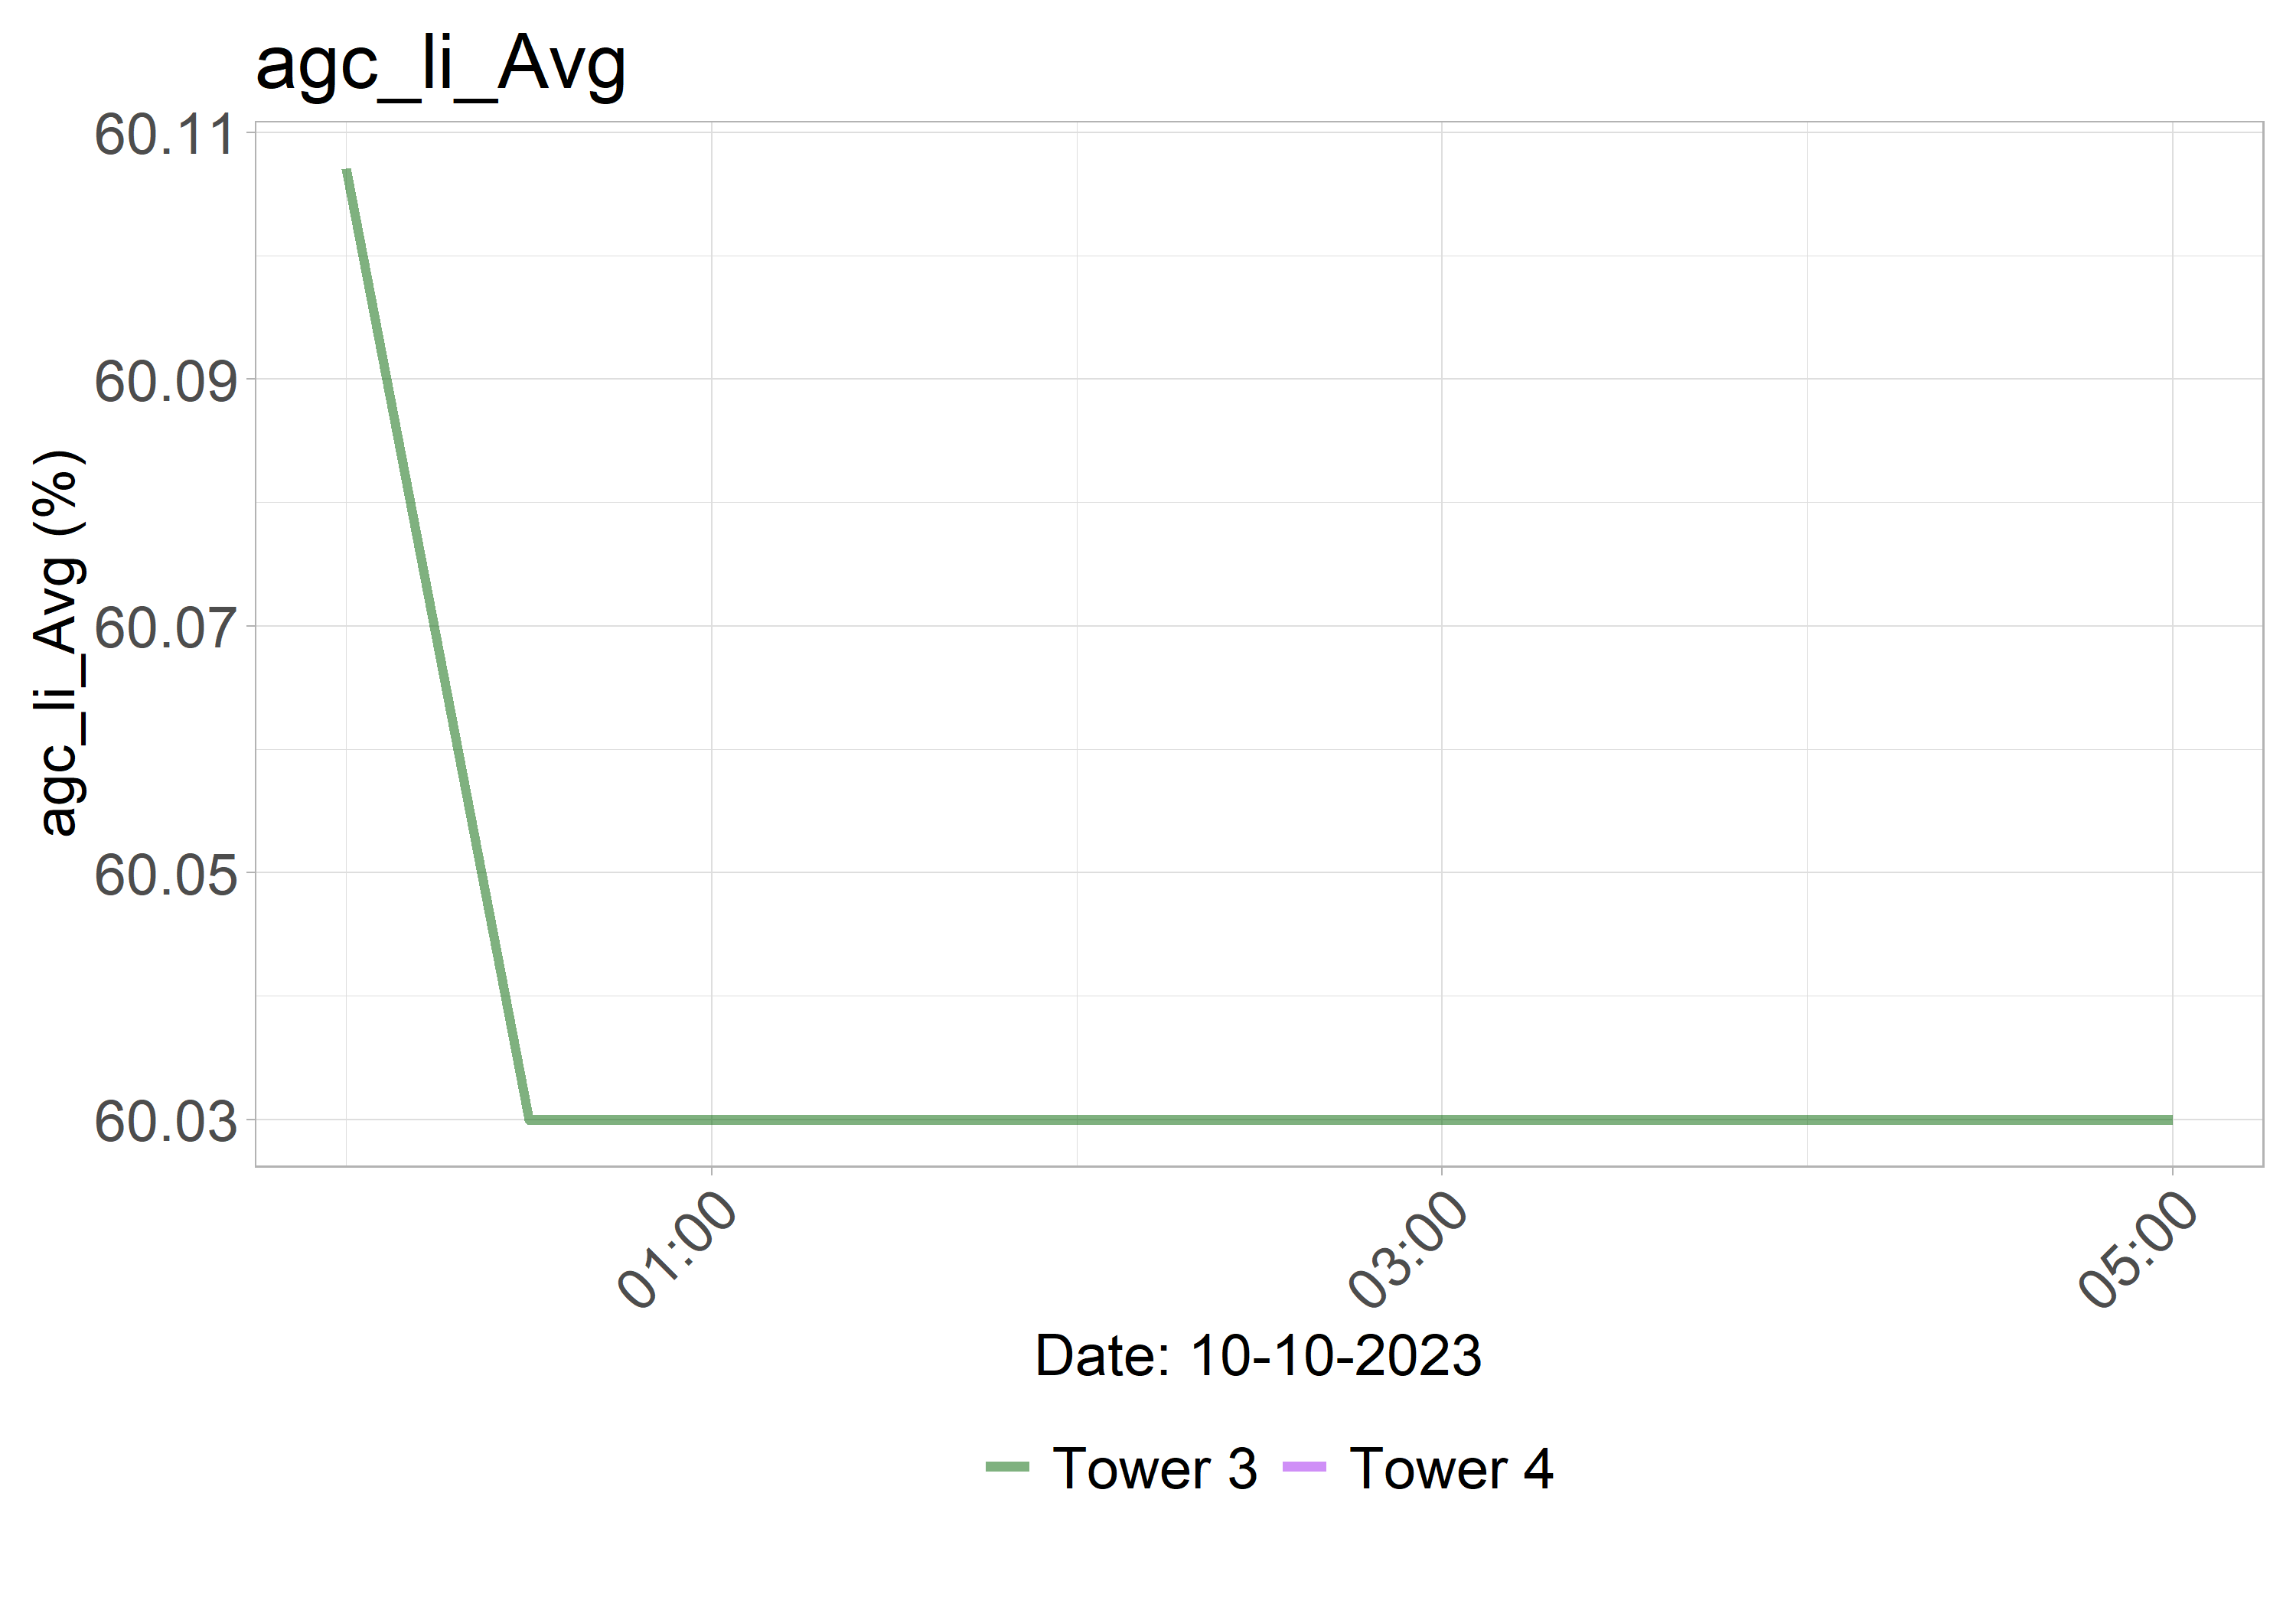 agc_li_Avg
agc_li_Avg (%)
60.11
60.09
60.07
60.05
60.03
01:00
03:00
05:00
Date: 10-10-2023
Tower 3
Tower 4